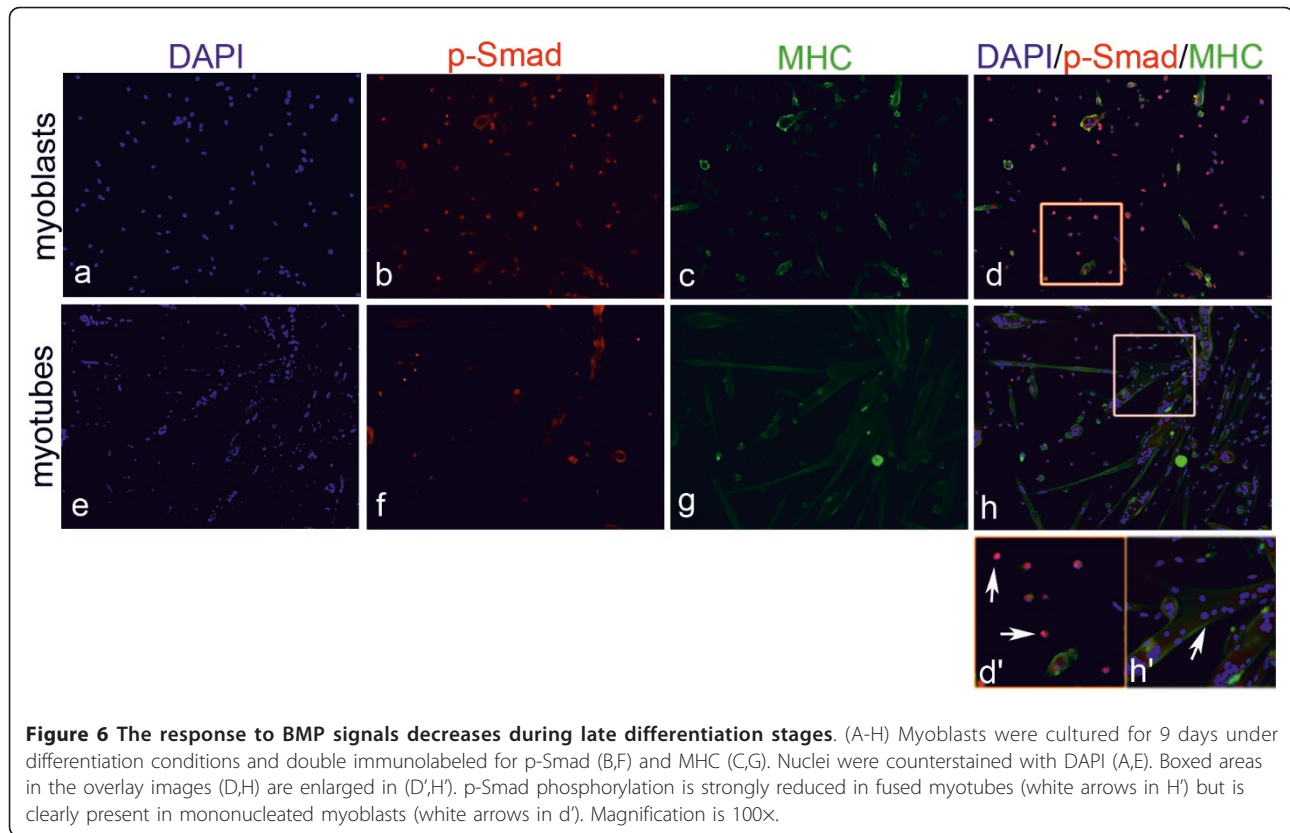 DAPI p-Smad MHC DAPI/p-Smad/MHC
myoblasts
a b c d
myotubes
e f g h
d' h'
Figure 6 The response to BMP signals decreases during late differentiation stages. (A-H) Myoblasts were cultured for 9 days under
differentiation conditions and double immunolabeled for p-Smad (B,F) and MHC (C,G). Nuclei were counterstained with DAPI (A,E). Boxed areas
in the overlay images (D,H) are enlarged in (D',H'). p-Smad phosphorylation is strongly reduced in fused myotubes (white arrows in H') but is
clearly present in mononucleated myoblasts (white arrows in d'). Magnification is 100×.